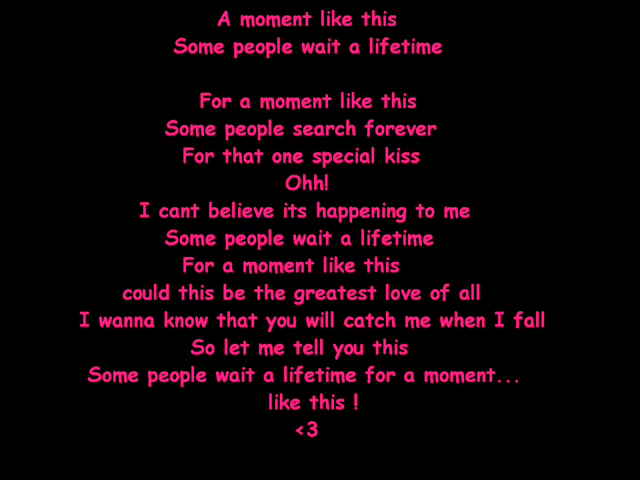 A moment like this
Some people wait a lifetime
For a moment like this
Some people search forever
For that one special kiss
Ohh!
I cant believe its happening to me
Some people wait a lifetime
For a moment like this
could this be the greatest love of all
I wanna know that you will catch me when I fall
So let me tell you this
Some people wait a lifetime for a moment...
like this !
<3